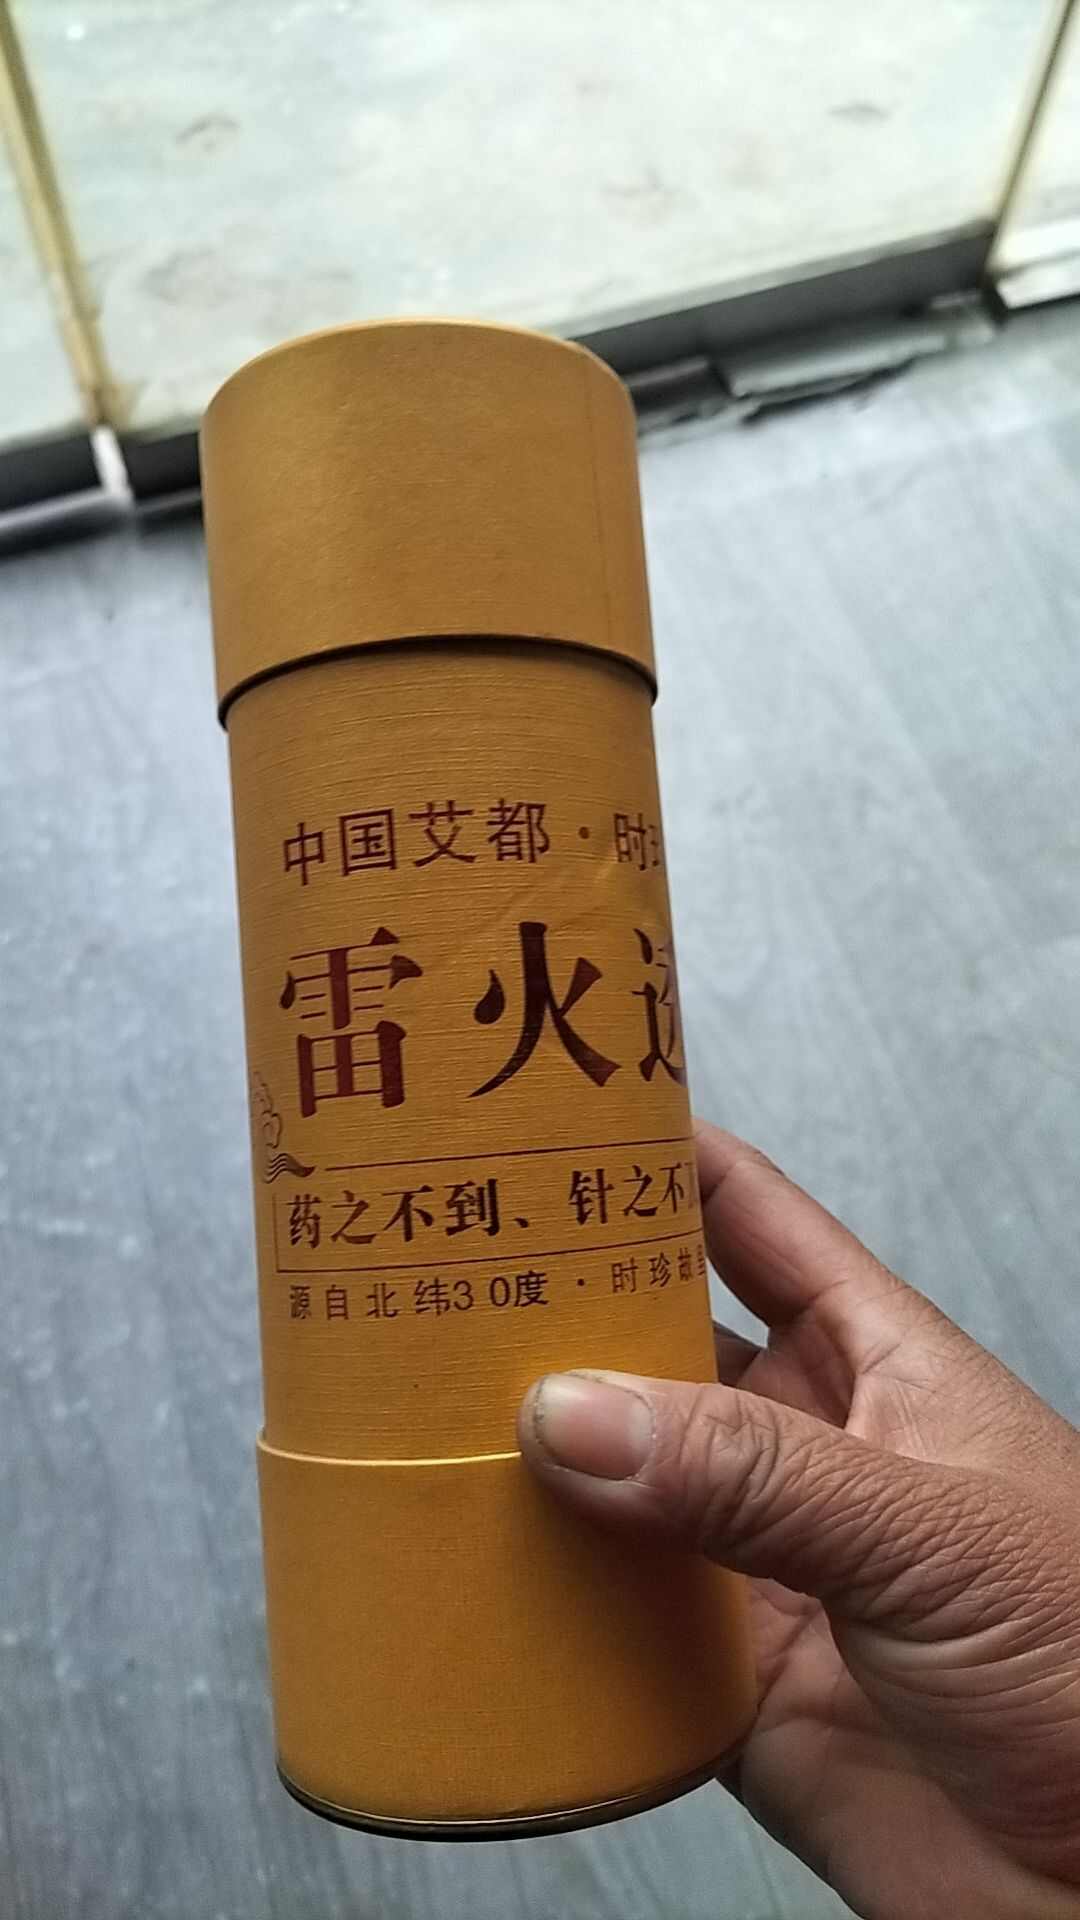 中国艾都·时
雷火
药之不到、针之不
源自北纬30度·时珍故